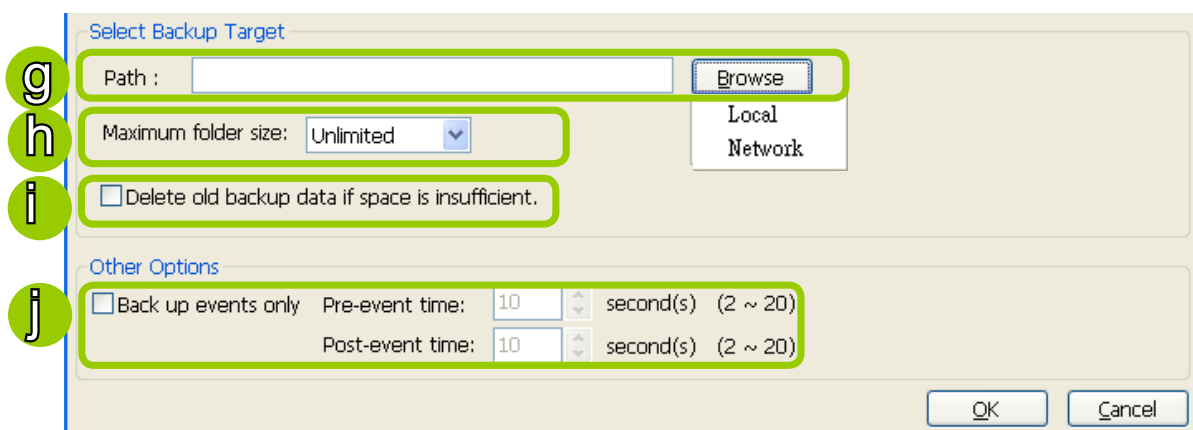 Select Backup Target
g
Path : Browse
Local
Network
h
Maximum folder size: Unlimited
i
Delete old backup data if space is insufficient.
Other Options
j
Back up events only Pre-event time: 10 second(s) (2 ~ 20)
Post-event time: 10 second(s) (2 ~ 20)
OK Cancel